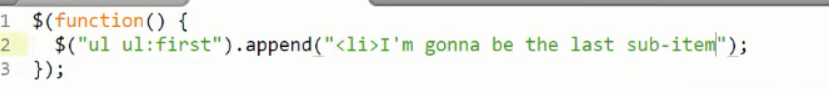 1 $(function() {
2 $("ul ul:first").append("<li>I'm gonna be the last sub-item");
3 });